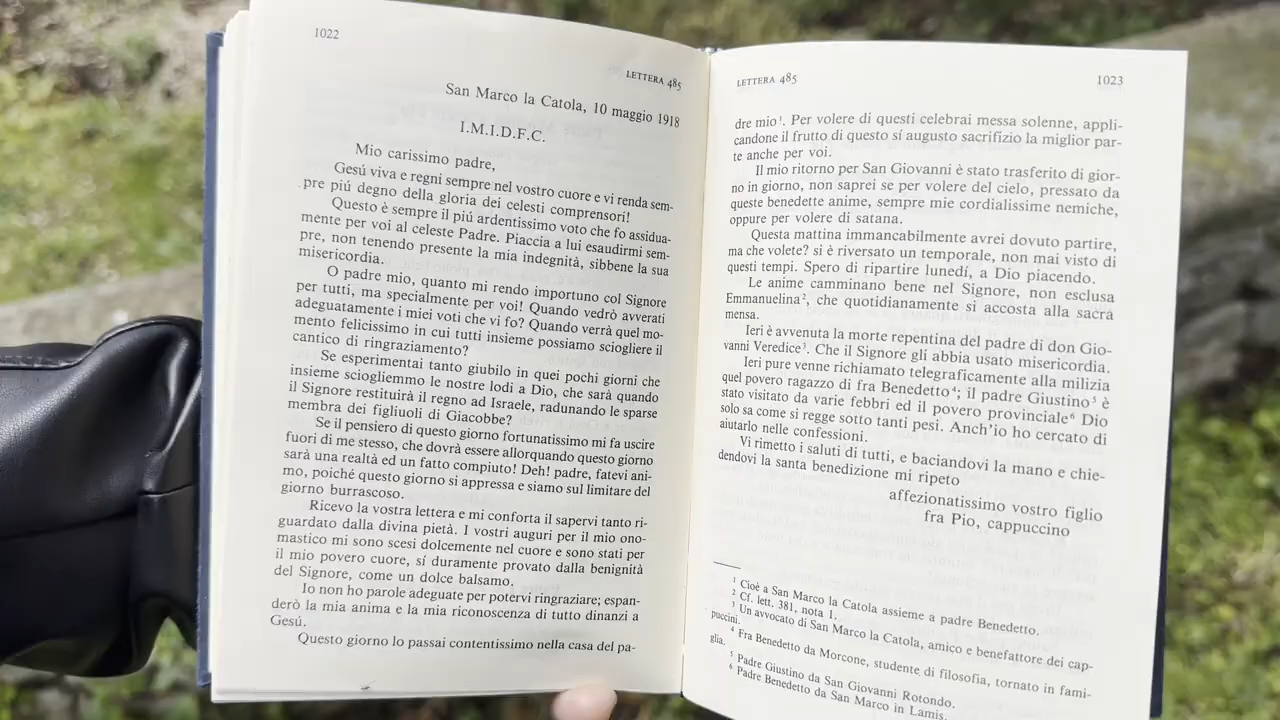 1022
LETTERA 485
San Marco la Catola, 10 maggio 1918
I.M.I.D.F.C.
Mio carissimo padre,
Gesú viva e regni sempre nel vostro cuore e vi renda sem-
pre piú degno della gloria dei celesti comprensori!
Questo è sempre il piú ardentissimo voto che fo assidua-
mente per voi al celeste Padre. Piaccia a lui esaudirmi sem-
pre, non tenendo presente la mia indegnità, sibbene la sua
misericordia.
O padre mio, quanto mi rendo importuno col Signore
per tutti, ma specialmente per voi! Quando vedrò avverati
adeguatamente i miei voti che vi fo? Quando verrà quel mo-
mento felicissimo in cui tutti insieme possiamo sciogliere il
cantico di ringraziamento?
Se esperimentai tanto giubilo in quei pochi giorni che
insieme sciogliemmo le nostre lodi a Dio, che sarà quando
il Signore restituirà il regno ad Israele, radunando le sparse
membra dei figliuoli di Giacobbe?
Se il pensiero di questo giorno fortunatissimo mi fa uscire
fuori di me stesso, che dovrà essere allorquando questo giorno
sarà una realtà ed un fatto compiuto! Deh! padre, fatevi ani-
mo, poiché questo giorno si appressa e siamo sul limitare del
giorno burrascoso.
Ricevo la vostra lettera e mi conforta il sapervi tanto ri-
guardato dalla divina pietà. I vostri auguri per il mio ono-
mastico mi sono scesi dolcemente nel cuore e sono stati per
il mio povero cuore, sí duramente provato dalla benignità
del Signore, come un dolce balsamo.
Io non ho parole adeguate per potervi ringraziare; espan-
derò la mia anima e la mia riconoscenza di tutto dinanzi a
Gesú.
Questo giorno lo passai contentissimo nella casa del pa-
LETTERA 485
1023
dre mio¹. Per volere di questi celebrai messa solenne, appli-
candone il frutto di questo sí augusto sacrifizio la miglior par-
te anche per voi.
Il mio ritorno per San Giovanni è stato trasferito di gior-
no in giorno, non saprei se per volere del cielo, pressato da
queste benedette anime, sempre mie cordialissime nemiche,
oppure per volere di satana.
Questa mattina immancabilmente avrei dovuto partire,
ma che volete? si è riversato un temporale, non mai visto di
questi tempi. Spero di ripartire lunedí, a Dio piacendo.
Le anime camminano bene nel Signore, non esclusa
Emmanuelina², che quotidianamente si accosta alla sacra
mensa.
Ieri è avvenuta la morte repentina del padre di don Gio-
vanni Veredice³. Che il Signore gli abbia usato misericordia.
Ieri pure venne richiamato telegraficamente alla milizia
quel povero ragazzo di fra Benedetto⁴; il padre Giustino⁵ è
stato visitato da varie febbri ed il povero provinciale⁶ Dio
solo sa come si regge sotto tanti pesi. Anch'io ho cercato di
aiutarlo nelle confessioni.
Vi rimetto i saluti di tutti, e baciandovi la mano e chie-
dendovi la santa benedizione mi ripeto
affezionatissimo vostro figlio
fra Pio, cappuccino
¹ Cioè a San Marco la Catola assieme a padre Benedetto.
² Cf. lett. 381, nota 1.
³ Un avvocato di San Marco la Catola, amico e benefattore dei cap-
puccini.
⁴ Fra Benedetto da Morcone, studente di filosofia, tornato in fami-
glia.
⁵ Padre Giustino da San Giovanni Rotondo.
⁶ Padre Benedetto da San Marco in Lamis.